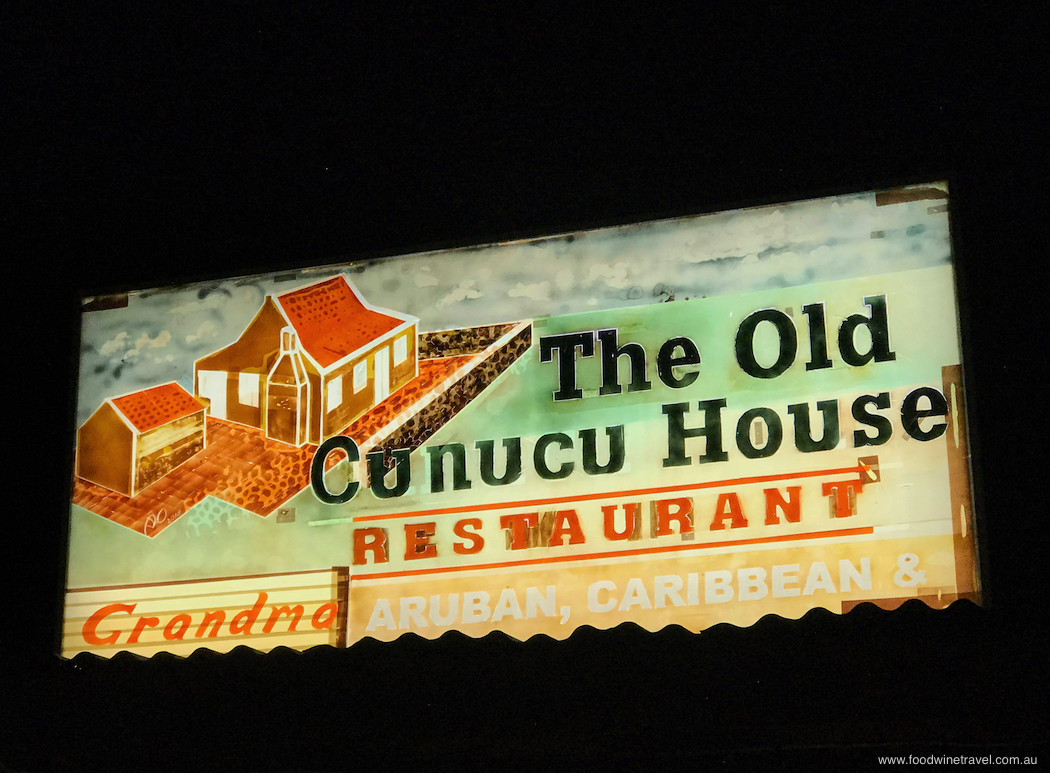 The Old
Cunucu House
RESTAURANT
Grandma
ARUBAN, CARIBBEAN &
www.foodwinetravel.com.au